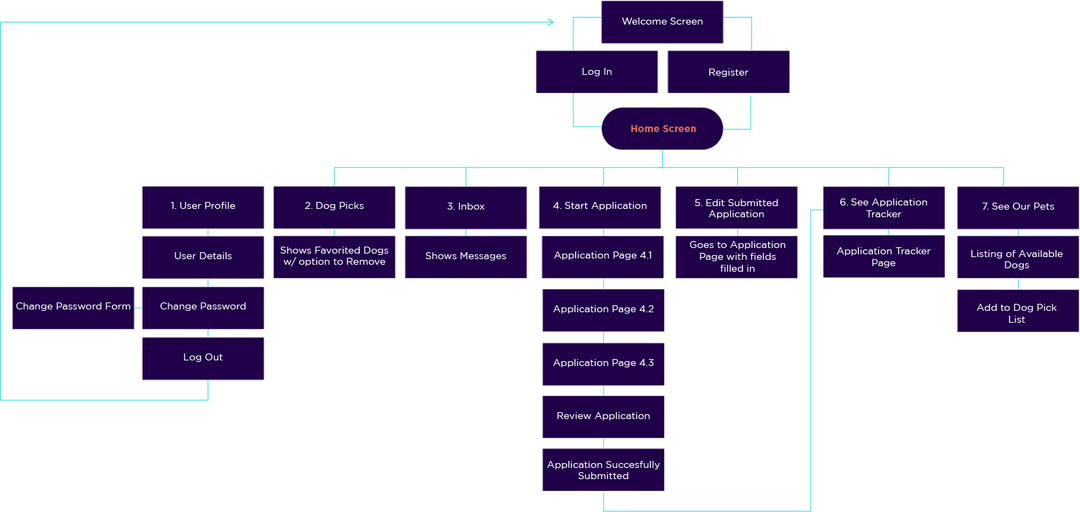 Welcome Screen
Log In
Register
Home Screen
1. User Profile
2. Dog Picks
3. Inbox
4. Start Application
5. Edit Submitted
Application
6. See Application
Tracker
7. See Our Pets
User Details
Shows Favorited Dogs
w/ option to Remove
Shows Messages
Application Page 4.1
Goes to Application
Page with fields
filled in
Application Tracker
Page
Listing of Available
Dogs
Change Password Form
Change Password
Application Page 4.2
Add to Dog Pick
List
Log Out
Application Page 4.3
Review Application
Application Succesfully
Submitted